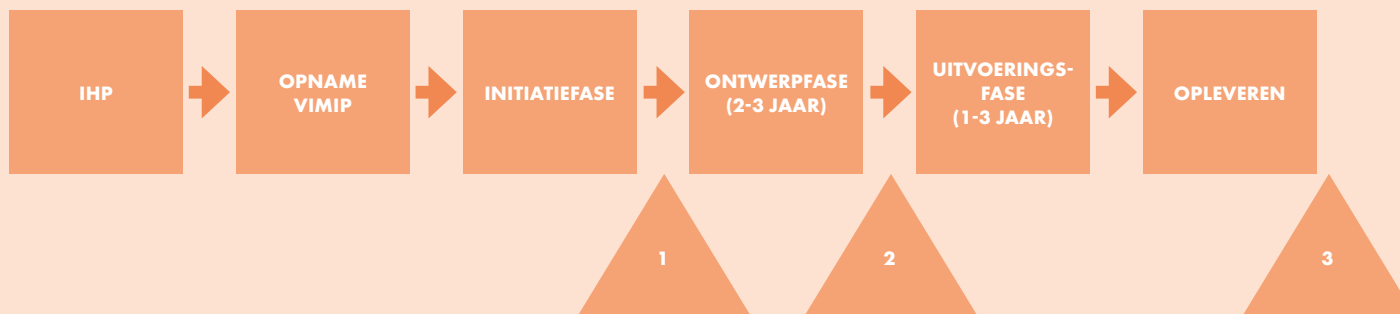 IHP
OPNAME
VIMIP
INITIATIEFASE
ONTWERPFASE
(2-3 JAAR)
UITVOERINGS-
FASE
(1-3 JAAR)
OPLEVEREN
1
2
3